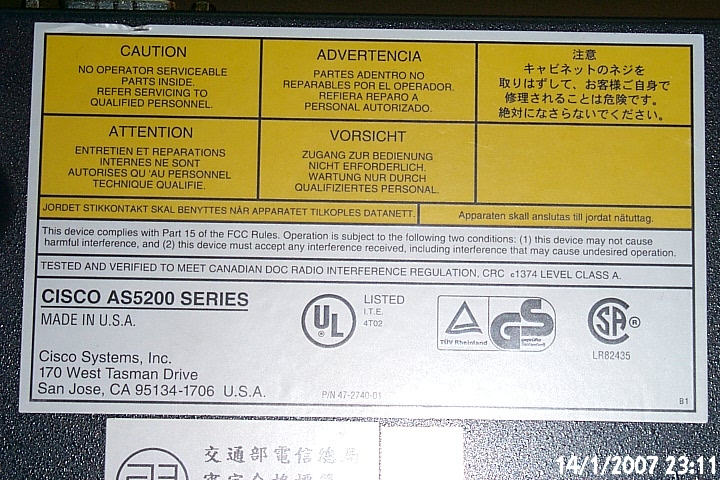 CAUTION
NO OPERATOR SERVICEABLE
PARTS INSIDE.
REFER SERVICING TO
QUALIFIED PERSONNEL.
ADVERTENCIA
PARTES ADENTRO NO
REPARABLES POR EL OPERADOR.
REFIERA REPARO A
PERSONAL AUTORIZADO.
注意
キャビネットのネジを
取りはずして、お客様ご自身で
修理されることは危険です。
絶対になさらないでください。
ATTENTION
ENTRETIEN ET REPARATIONS
INTERNES NE SONT
AUTORISES QU 'AU PERSONNEL
TECHNIQUE QUALIFIE.
VORSICHT
ZUGANG ZUR BEDIENUNG
NICHT ERFORDERLICH.
WARTUNG NUR DURCH
QUALIFIZIERTES PERSONAL.
JORDET STIKKONTAKT SKAL BENYTTES NÅR APPARATET TILKOPLES DATANETT.
Apparaten skall anslutas till jordat nätuttag.
This device complies with Part 15 of the FCC Rules. Operation is subject to the following two conditions: (1) this device may not cause
harmful interference, and (2) this device must accept any interference received, including interference that may cause undesired operation.
TESTED AND VERIFIED TO MEET CANADIAN DOC RADIO INTERFERENCE REGULATION, CRC c1374 LEVEL CLASS A.
CISCO AS5200 SERIES
MADE IN U.S.A.
Cisco Systems, Inc.
170 West Tasman Drive
San Jose, CA 95134-1706 U.S.A.
UL
LISTED
I.T.E.
4T02
P/N 47-2740-01
TÜV Rheinland
GS
geprüfte
Sicherheit
SA®
LR82435
B1
交通部電信總局
審定合格標籤
14/1/2007 23:11